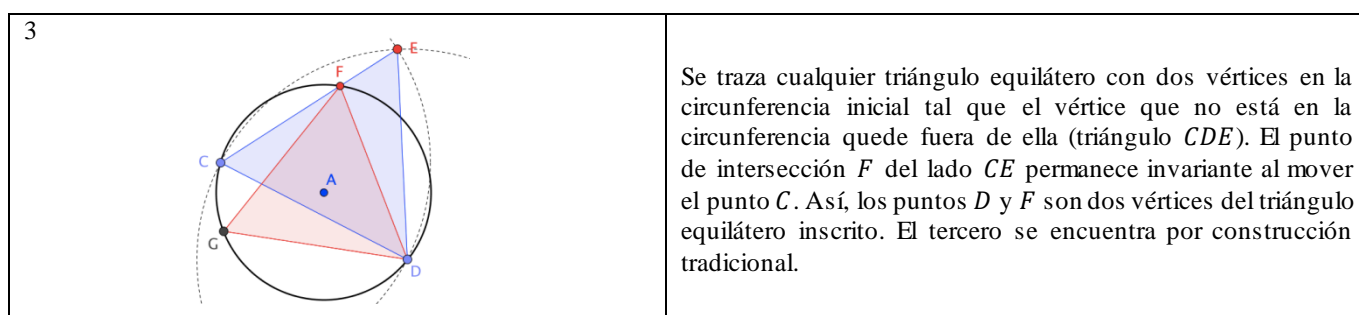 3
E
F
C
A
G
D
Se traza cualquier triángulo equilátero con dos vértices en la
circunferencia inicial tal que el vértice que no está en la
circunferencia quede fuera de ella (triángulo CDE). El punto
de intersección F del lado CE permanece invariante al mover
el punto C. Así, los puntos D y F son dos vértices del triángulo
equilátero inscrito. El tercero se encuentra por construcción
tradicional.